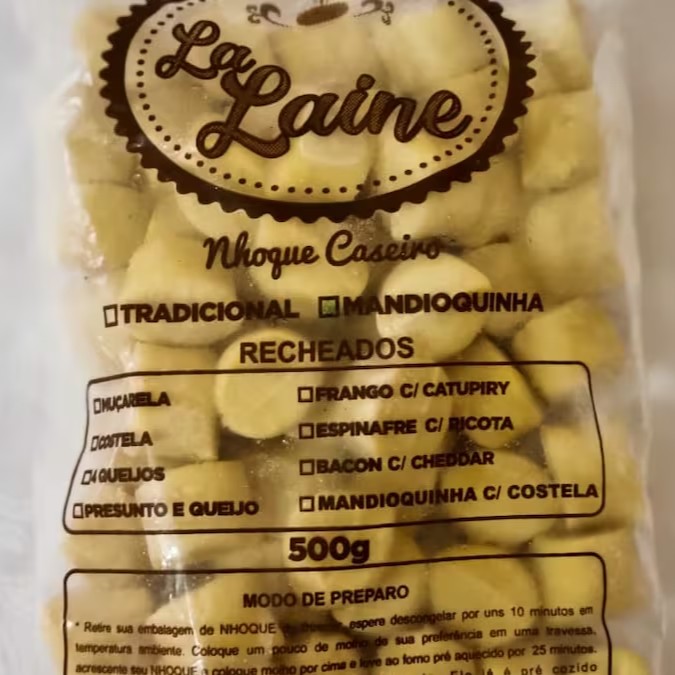 La
Laine
Nhoque Caseiro
TRADICIONAL MANDIOQUINHA
RECHEADOS
MUÇARELA FRANGO C/ CATUPIRY
COSTELA ESPINAFRE C/ RICOTA
4 QUEIJOS BACON C/ CHEDDAR
PRESUNTO E QUEIJO MANDIOQUINHA C/ COSTELA
500g
MODO DE PREPARO
* Retire sua embalagem de NHOQUE espere descongelar por uns 10 minutos em
temperatura ambiente. Coloque um pouco de molho de sua preferência em uma travessa,
acrescente seu NHOQUE coloque molho por cima e leve ao forno pré aquecido por 25 minutos.
já é pré cozido